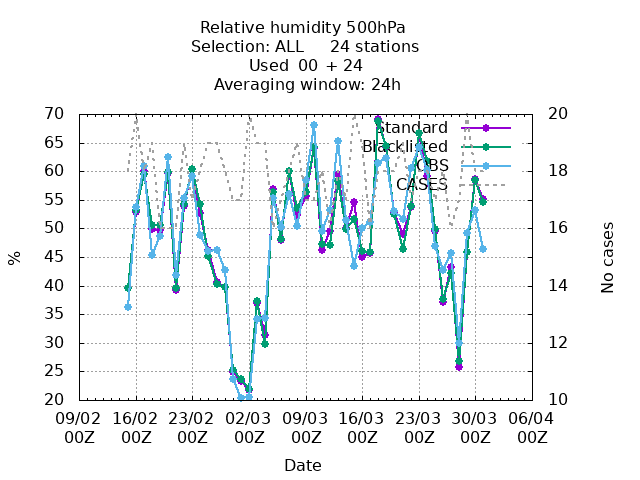 Relative humidity 500hPa
Selection: ALL 24 stations
Used 00 + 24
Averaging window: 24h
70 20
65
60 18
55
50 16
45
40 14
35
30 12
25
20 10
Standard
Blacklisted
OBS
CASES
%
No cases
09/02 16/02 23/02 02/03 09/03 16/03 23/03 30/03 06/04
00Z 00Z 00Z 00Z 00Z 00Z 00Z 00Z 00Z
Date